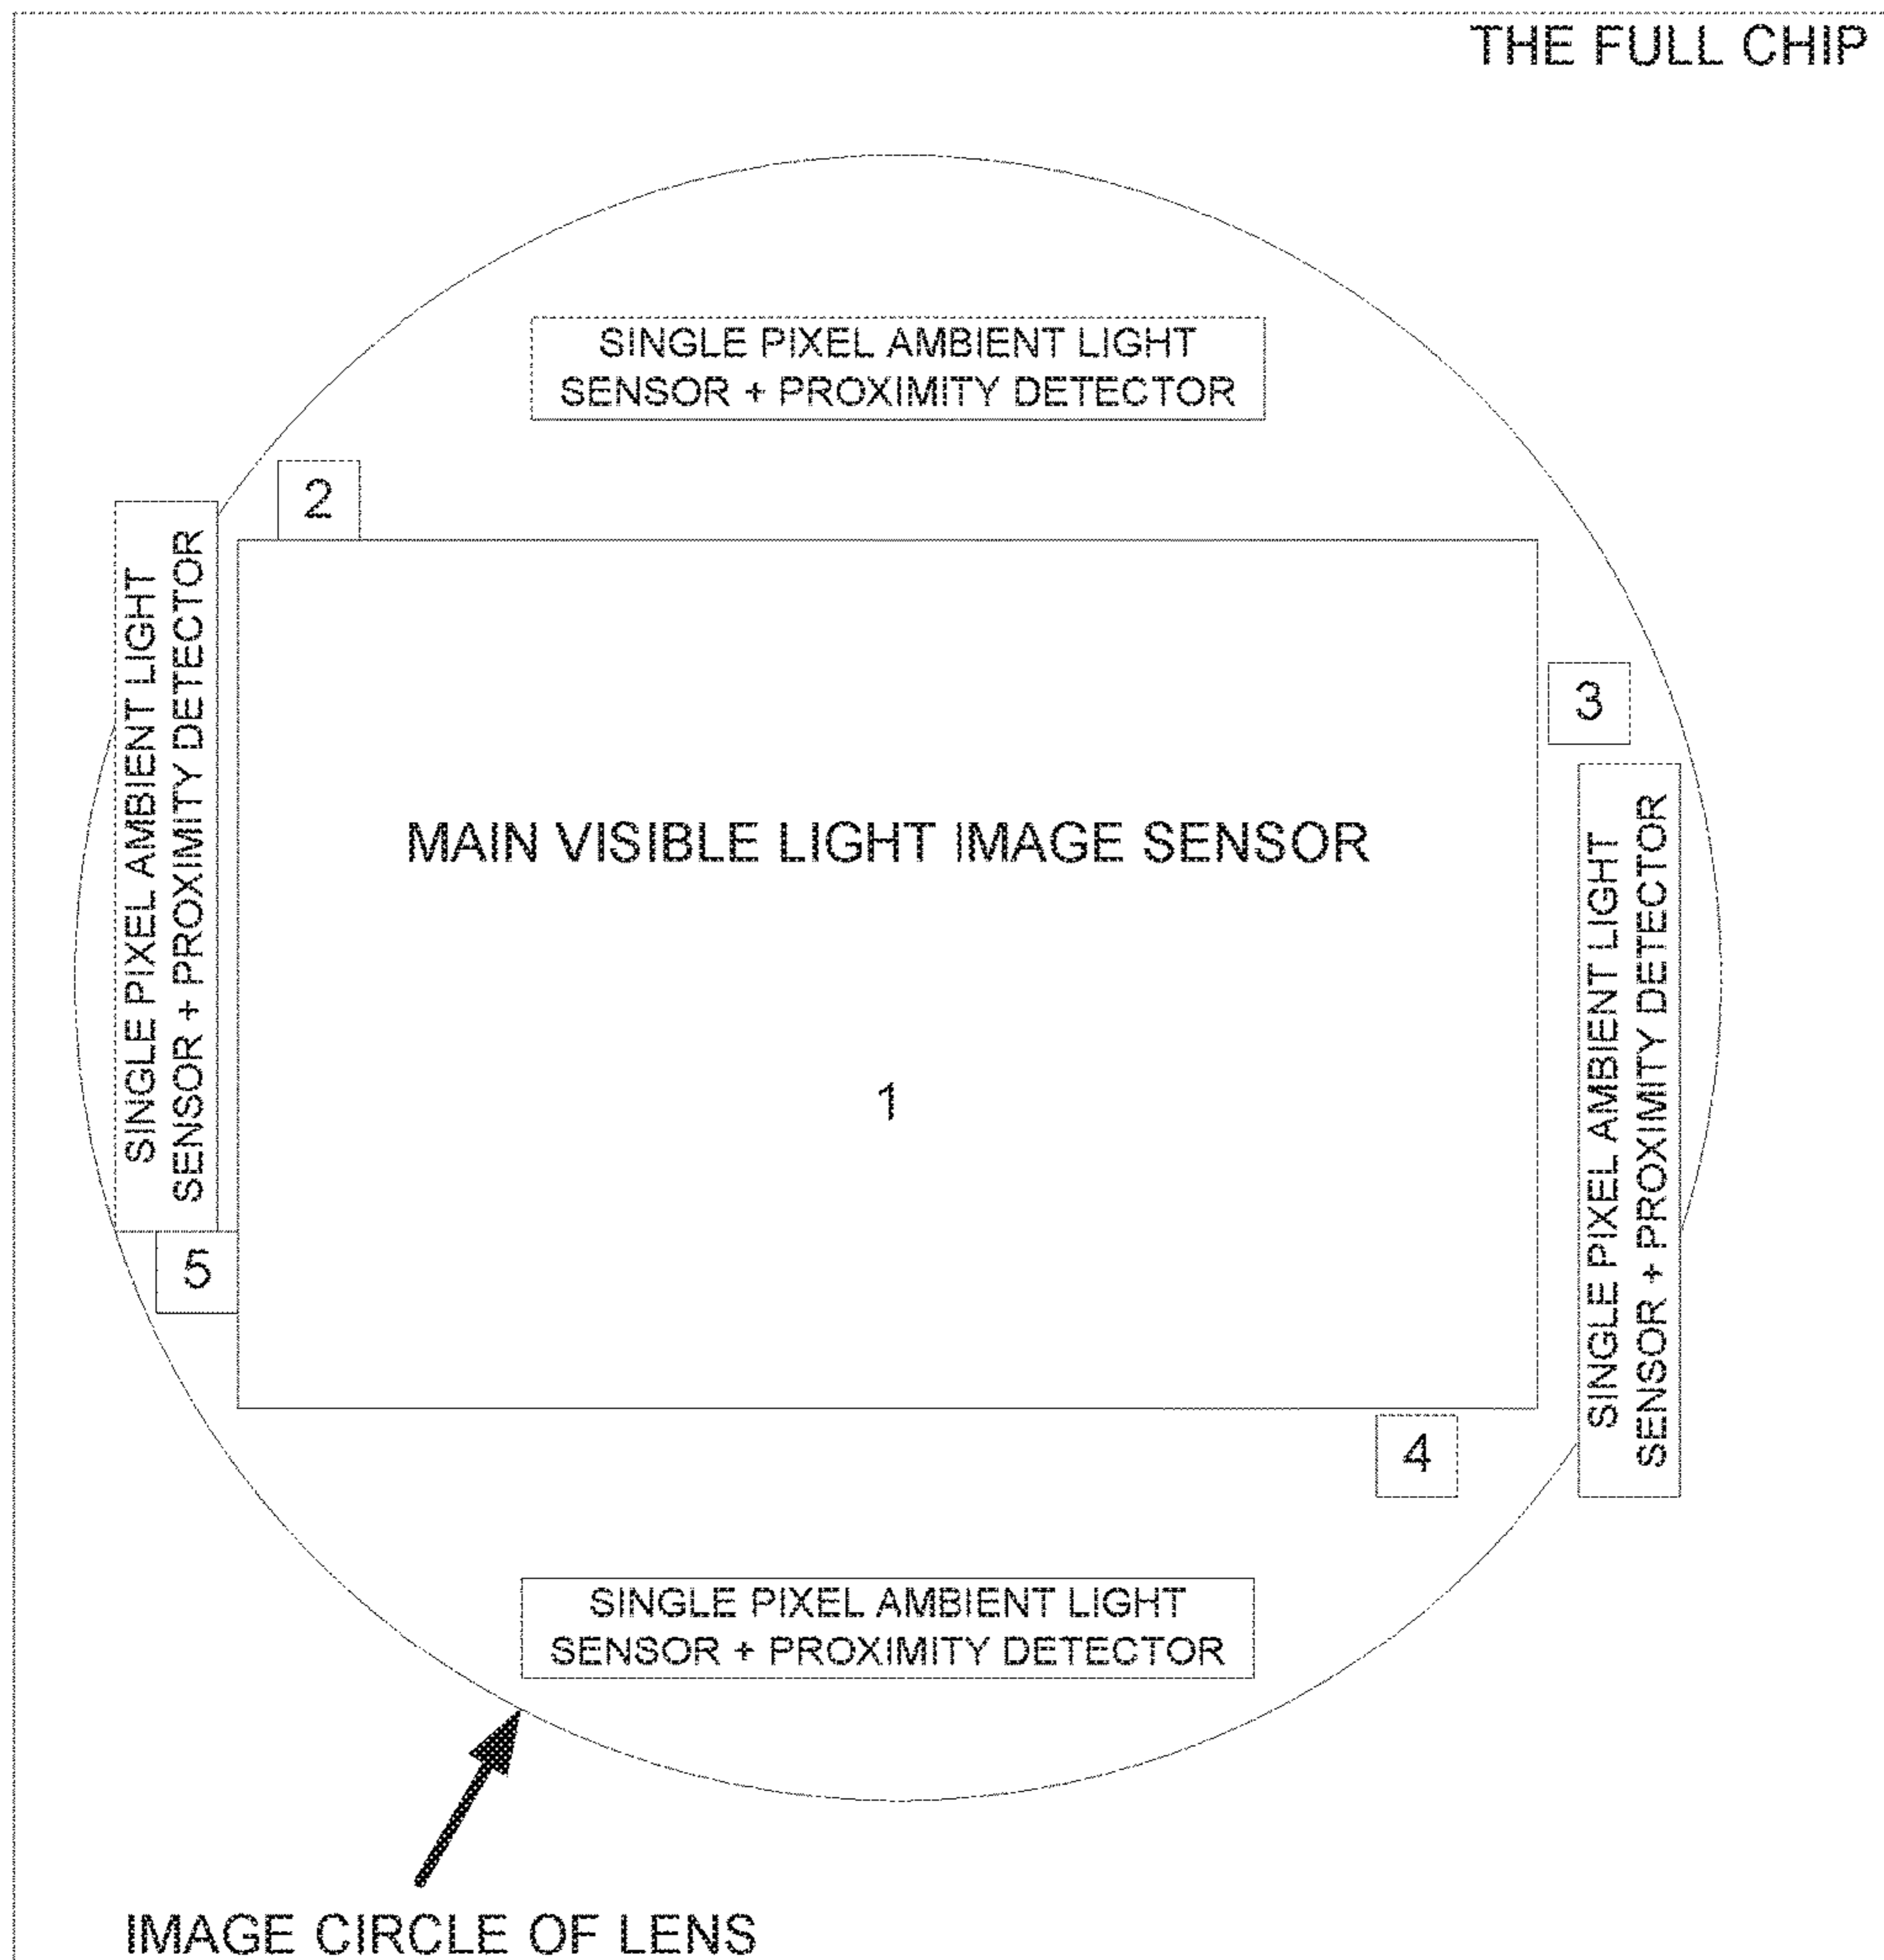 THE FULL CHIP
SINGLE PIXEL AMBIENT LIGHT
SENSOR + PROXIMITY DETECTOR
2
SINGLE PIXEL AMBIENT LIGHT
SENSOR + PROXIMITY DETECTOR
3
MAIN VISIBLE LIGHT IMAGE SENSOR
1
SINGLE PIXEL AMBIENT LIGHT
SENSOR + PROXIMITY DETECTOR
5
4
SINGLE PIXEL AMBIENT LIGHT
SENSOR + PROXIMITY DETECTOR
IMAGE CIRCLE OF LENS